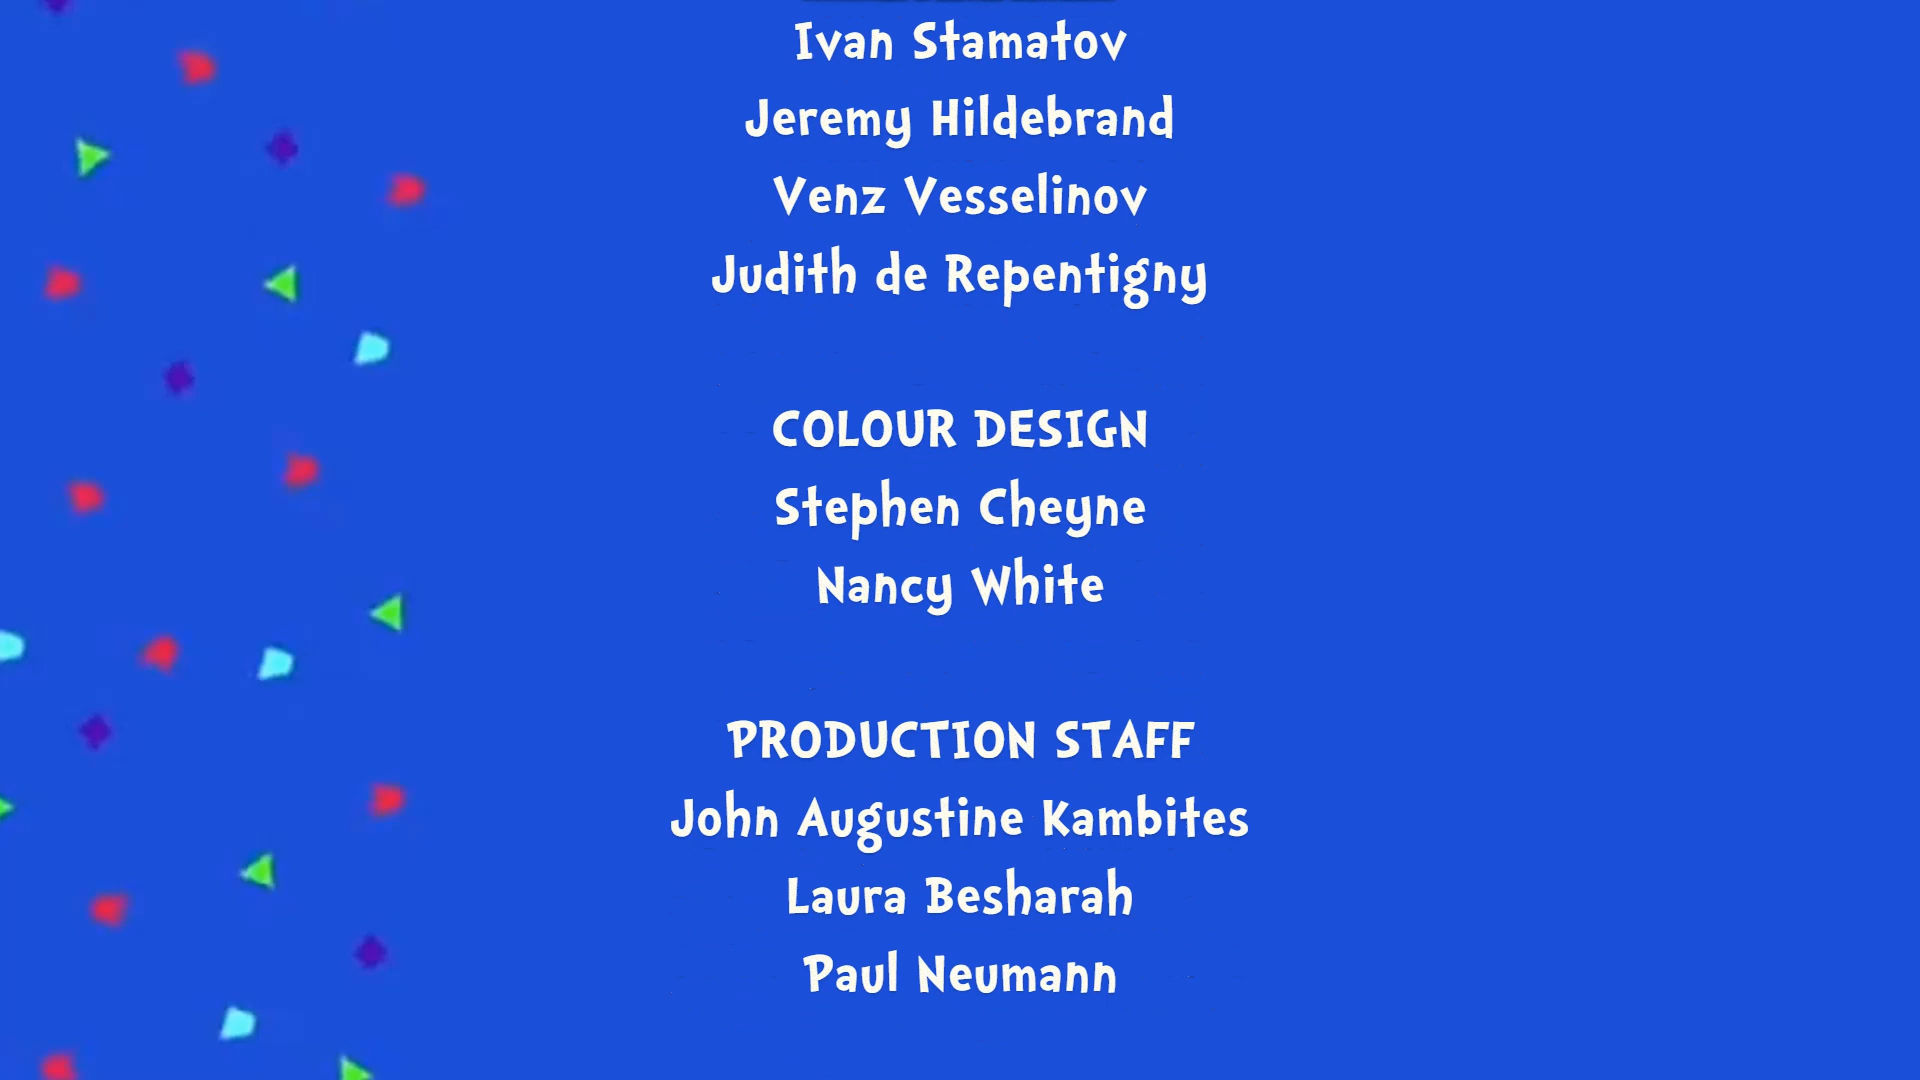 Ivan Stamatov
Jeremy Hildebrand
Venz Vesselinov
Judith de Repentigny
COLOUR DESIGN
Stephen Cheyne
Nancy White
PRODUCTION STAFF
John Augustine Kambites
Laura Besharah
Paul Neumann